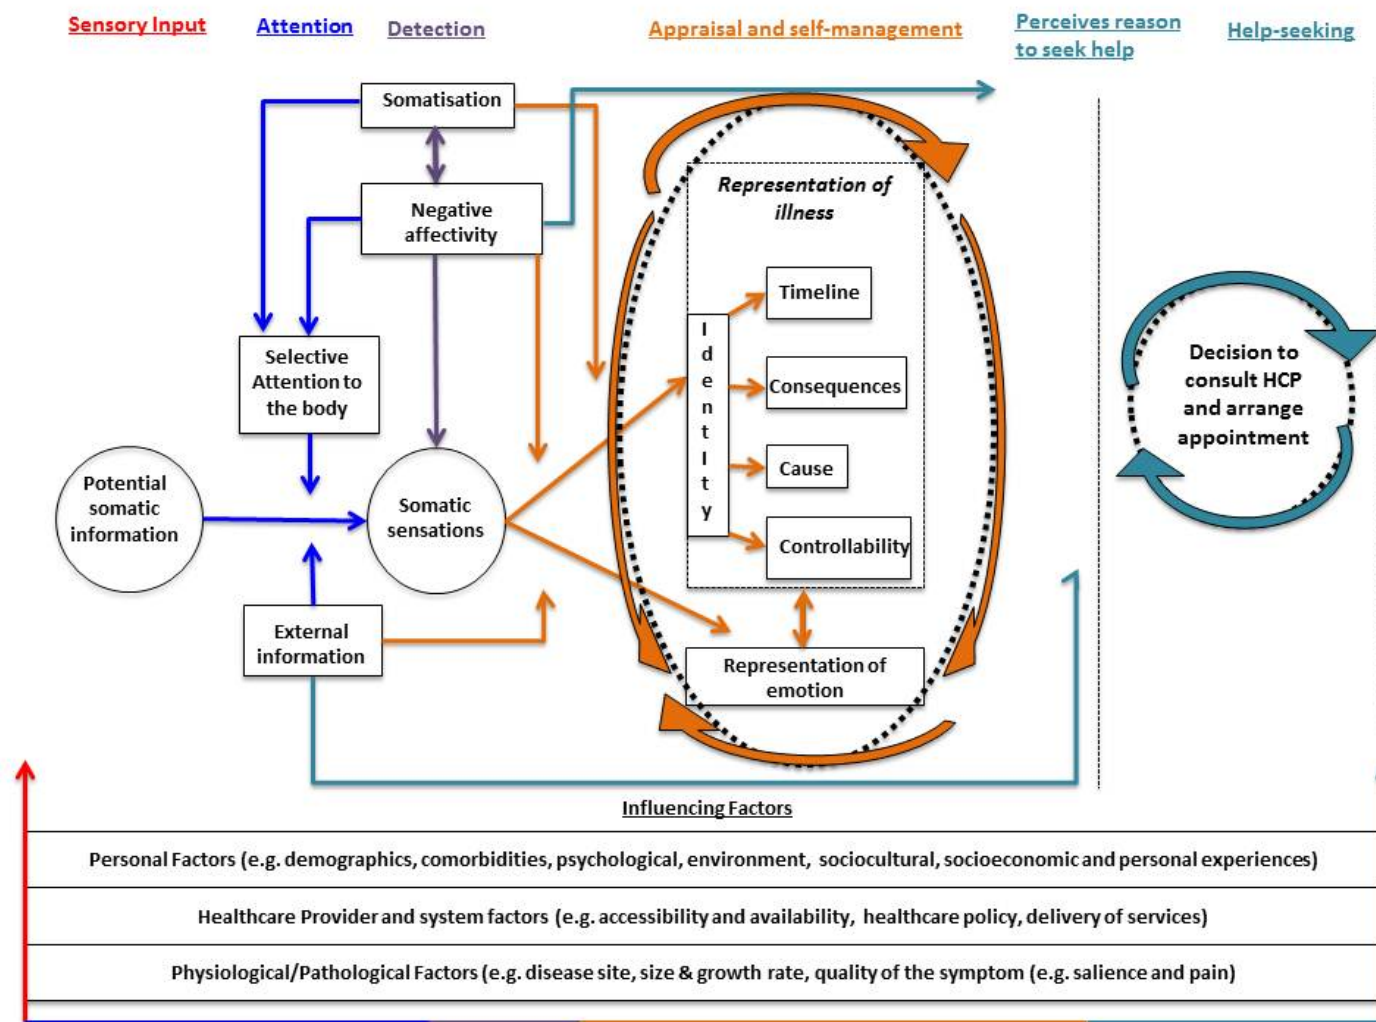 Sensory Input
Attention
Detection
Appraisal and self-management
Perceives reason
to seek help
Help-seeking
Somatisation
Negative
affectivity
Selective
Attention to
the body
Potential
somatic
information
Somatic
sensations
External
information
Representation of
illness
Identity
Timeline
Consequences
Cause
Controllability
Representation of
emotion
Decision to
consult HCP
and arrange
appointment
Influencing Factors
Personal Factors (e.g. demographics, comorbidities, psychological, environment, sociocultural, socioeconomic and personal experiences)
Healthcare Provider and system factors (e.g. accessibility and availability, healthcare policy, delivery of services)
Physiological/Pathological Factors (e.g. disease site, size & growth rate, quality of the symptom (e.g. salience and pain)